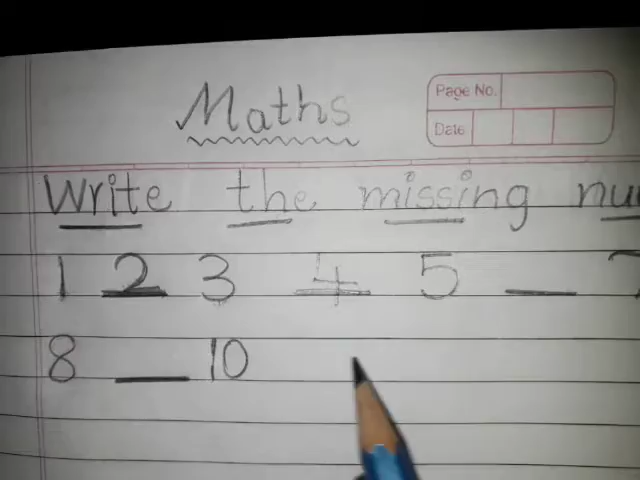 Maths
Page No.
Date
Write the missing
1 2 3 4 5 __
8 __ 10